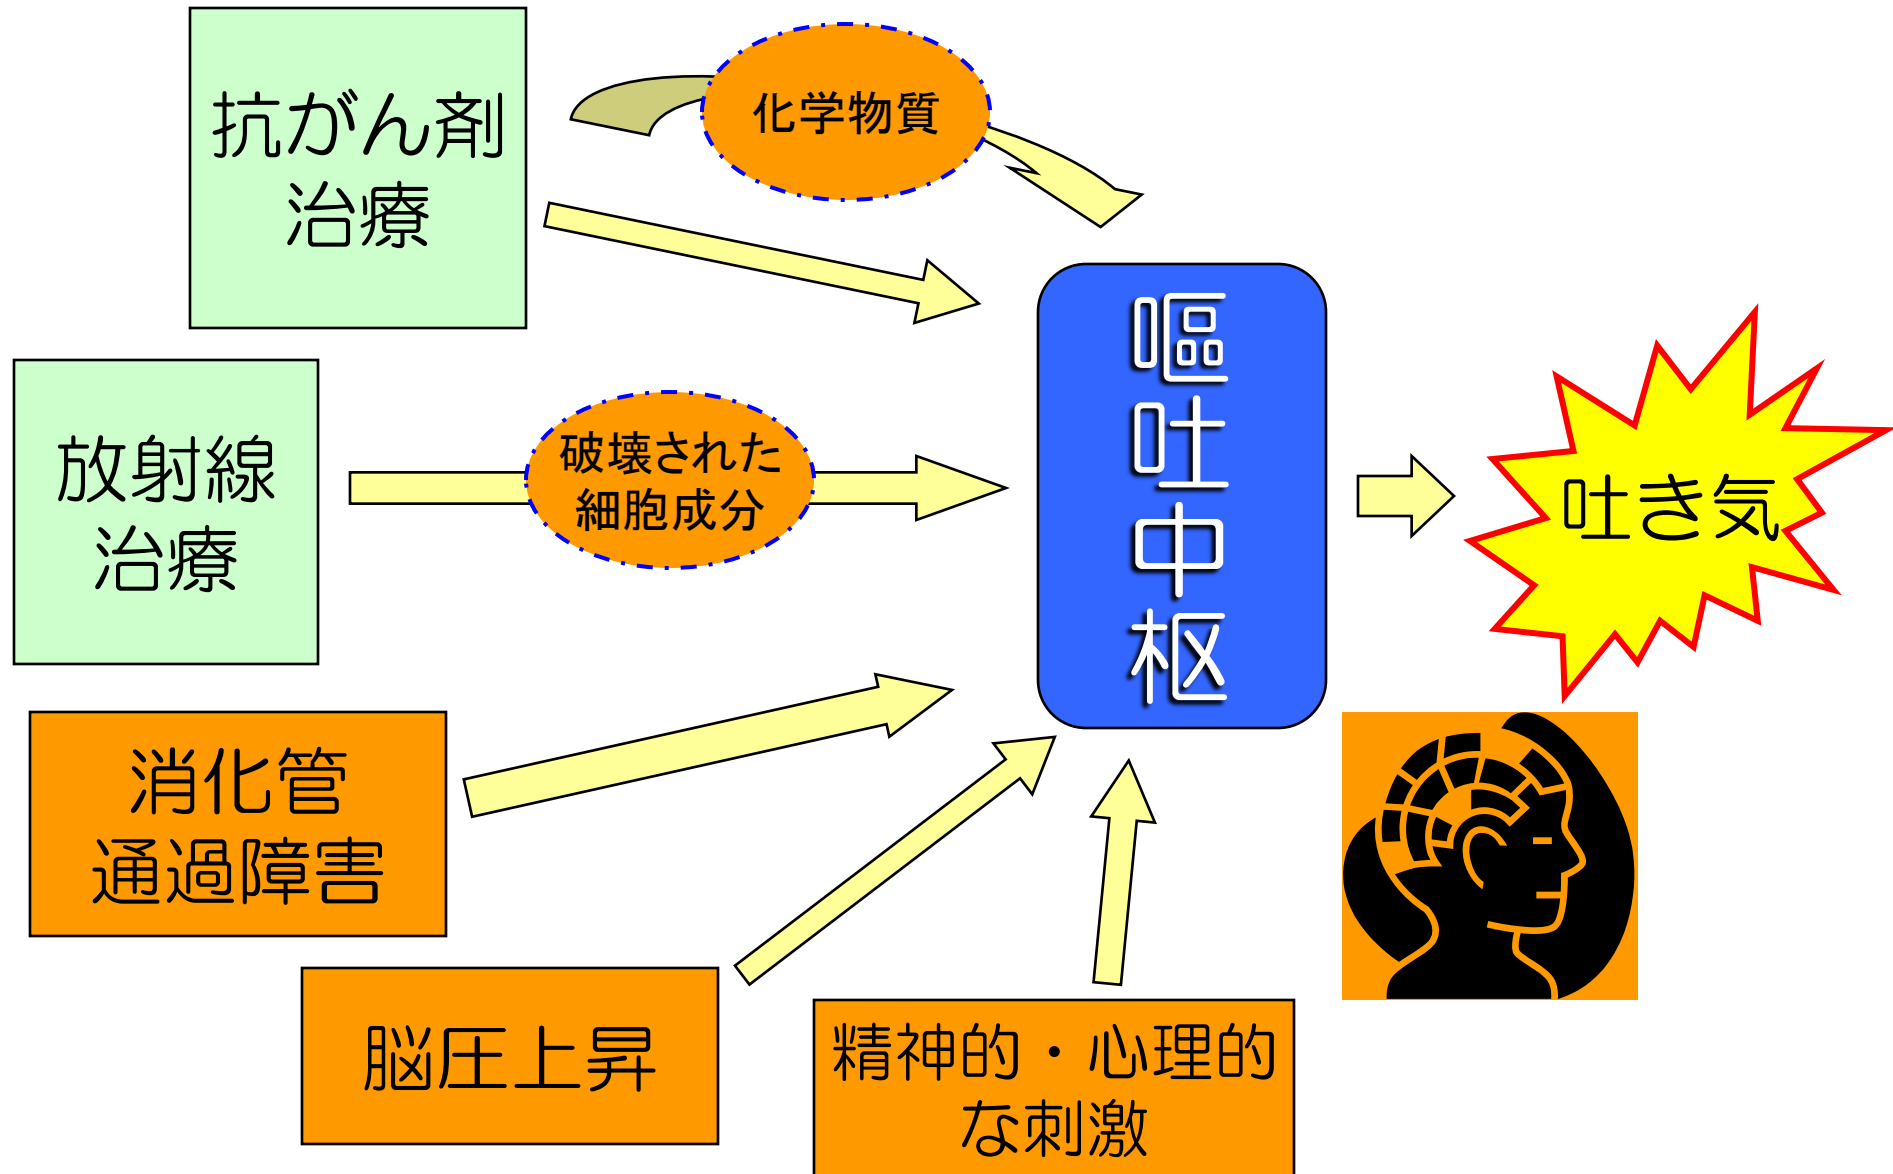 抗がん剤
治療
化学物質
放射線
治療
破壊された
細胞成分
嘔
吐
中
枢
吐き気
消化管
通過障害
脳圧上昇
精神的・心理的
な刺激